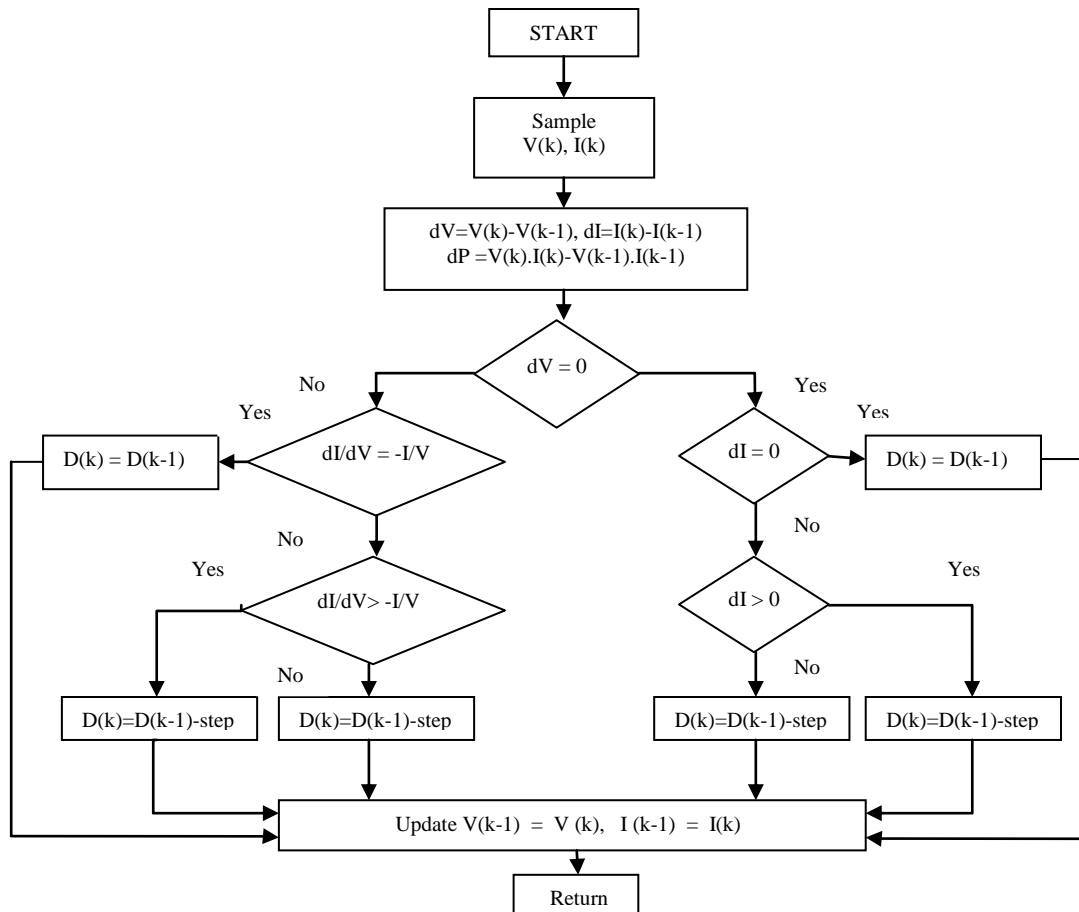 START
Sample
V(k), I(k)
dV=V(k)-V(k-1), dI=I(k)-I(k-1)
dP =V(k).I(k)-V(k-1).I(k-1)
dV = 0
No
Yes
Yes
Yes
D(k) = D(k-1)
dI/dV = -I/V
dI = 0
D(k) = D(k-1)
No
No
Yes
Yes
dI/dV> -I/V
dI > 0
No
No
D(k)=D(k-1)-step
D(k)=D(k-1)-step
D(k)=D(k-1)-step
D(k)=D(k-1)-step
Update V(k-1) = V (k), I (k-1) = I(k)
Return